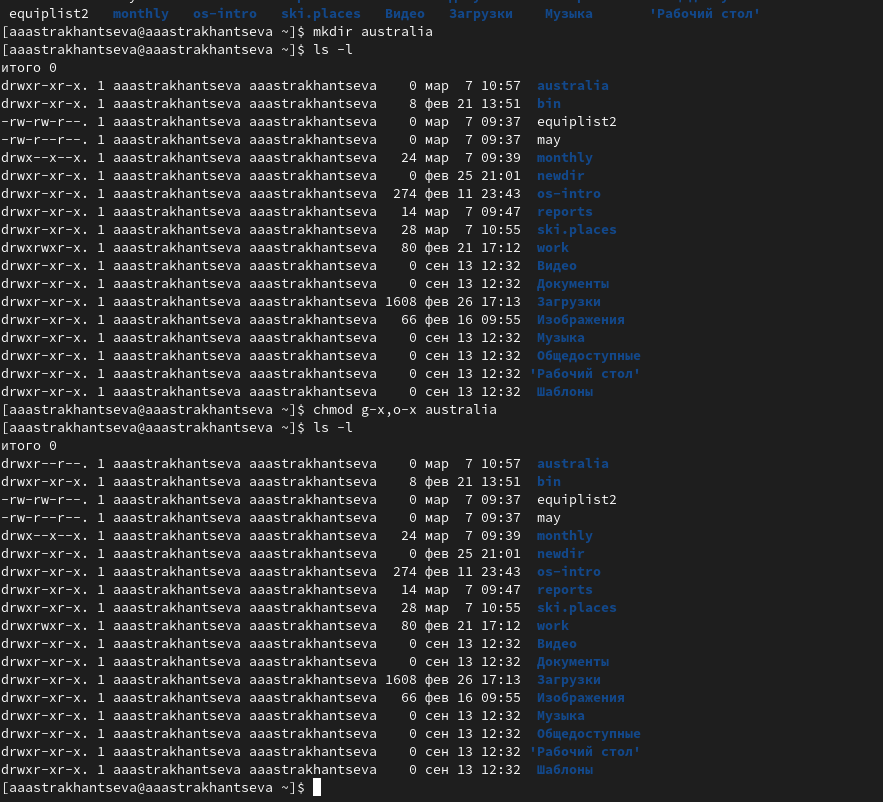 equiplist2 monthly os-intro ski.places Видео Загрузки Музыка 'Рабочий стол'
[aaastrakhantseva@aaastrakhantseva ~]$ mkdir australia
[aaastrakhantseva@aaastrakhantseva ~]$ ls -l
итого 0
drwxr-xr-x. 1 aaastrakhantseva aaastrakhantseva 0 мар 7 10:57 australia
drwxr-xr-x. 1 aaastrakhantseva aaastrakhantseva 8 фев 21 13:51 bin
-rw-rw-r--. 1 aaastrakhantseva aaastrakhantseva 0 мар 7 09:37 equiplist2
-rw-r--r--. 1 aaastrakhantseva aaastrakhantseva 0 мар 7 09:37 may
drwx--x--x. 1 aaastrakhantseva aaastrakhantseva 24 мар 7 09:39 monthly
drwxr-xr-x. 1 aaastrakhantseva aaastrakhantseva 0 фев 25 21:01 newdir
drwxr-xr-x. 1 aaastrakhantseva aaastrakhantseva 274 фев 11 23:43 os-intro
drwxr-xr-x. 1 aaastrakhantseva aaastrakhantseva 14 мар 7 09:47 reports
drwxr-xr-x. 1 aaastrakhantseva aaastrakhantseva 28 мар 7 10:55 ski.places
drwxrwxr-x. 1 aaastrakhantseva aaastrakhantseva 80 фев 21 17:12 work
drwxr-xr-x. 1 aaastrakhantseva aaastrakhantseva 0 сен 13 12:32 Видео
drwxr-xr-x. 1 aaastrakhantseva aaastrakhantseva 0 сен 13 12:32 Документы
drwxr-xr-x. 1 aaastrakhantseva aaastrakhantseva 1608 фев 26 17:13 Загрузки
drwxr-xr-x. 1 aaastrakhantseva aaastrakhantseva 66 фев 16 09:55 Изображения
drwxr-xr-x. 1 aaastrakhantseva aaastrakhantseva 0 сен 13 12:32 Музыка
drwxr-xr-x. 1 aaastrakhantseva aaastrakhantseva 0 сен 13 12:32 Общедоступные
drwxr-xr-x. 1 aaastrakhantseva aaastrakhantseva 0 сен 13 12:32 'Рабочий стол'
drwxr-xr-x. 1 aaastrakhantseva aaastrakhantseva 0 сен 13 12:32 Шаблоны
[aaastrakhantseva@aaastrakhantseva ~]$ chmod g-x,o-x australia
[aaastrakhantseva@aaastrakhantseva ~]$ ls -l
итого 0
drwxr--r--. 1 aaastrakhantseva aaastrakhantseva 0 мар 7 10:57 australia
drwxr-xr-x. 1 aaastrakhantseva aaastrakhantseva 8 фев 21 13:51 bin
-rw-rw-r--. 1 aaastrakhantseva aaastrakhantseva 0 мар 7 09:37 equiplist2
-rw-r--r--. 1 aaastrakhantseva aaastrakhantseva 0 мар 7 09:37 may
drwx--x--x. 1 aaastrakhantseva aaastrakhantseva 24 мар 7 09:39 monthly
drwxr-xr-x. 1 aaastrakhantseva aaastrakhantseva 0 фев 25 21:01 newdir
drwxr-xr-x. 1 aaastrakhantseva aaastrakhantseva 274 фев 11 23:43 os-intro
drwxr-xr-x. 1 aaastrakhantseva aaastrakhantseva 14 мар 7 09:47 reports
drwxr-xr-x. 1 aaastrakhantseva aaastrakhantseva 28 мар 7 10:55 ski.places
drwxrwxr-x. 1 aaastrakhantseva aaastrakhantseva 80 фев 21 17:12 work
drwxr-xr-x. 1 aaastrakhantseva aaastrakhantseva 0 сен 13 12:32 Видео
drwxr-xr-x. 1 aaastrakhantseva aaastrakhantseva 0 сен 13 12:32 Документы
drwxr-xr-x. 1 aaastrakhantseva aaastrakhantseva 1608 фев 26 17:13 Загрузки
drwxr-xr-x. 1 aaastrakhantseva aaastrakhantseva 66 фев 16 09:55 Изображения
drwxr-xr-x. 1 aaastrakhantseva aaastrakhantseva 0 сен 13 12:32 Музыка
drwxr-xr-x. 1 aaastrakhantseva aaastrakhantseva 0 сен 13 12:32 Общедоступные
drwxr-xr-x. 1 aaastrakhantseva aaastrakhantseva 0 сен 13 12:32 'Рабочий стол'
drwxr-xr-x. 1 aaastrakhantseva aaastrakhantseva 0 сен 13 12:32 Шаблоны
[aaastrakhantseva@aaastrakhantseva ~]$